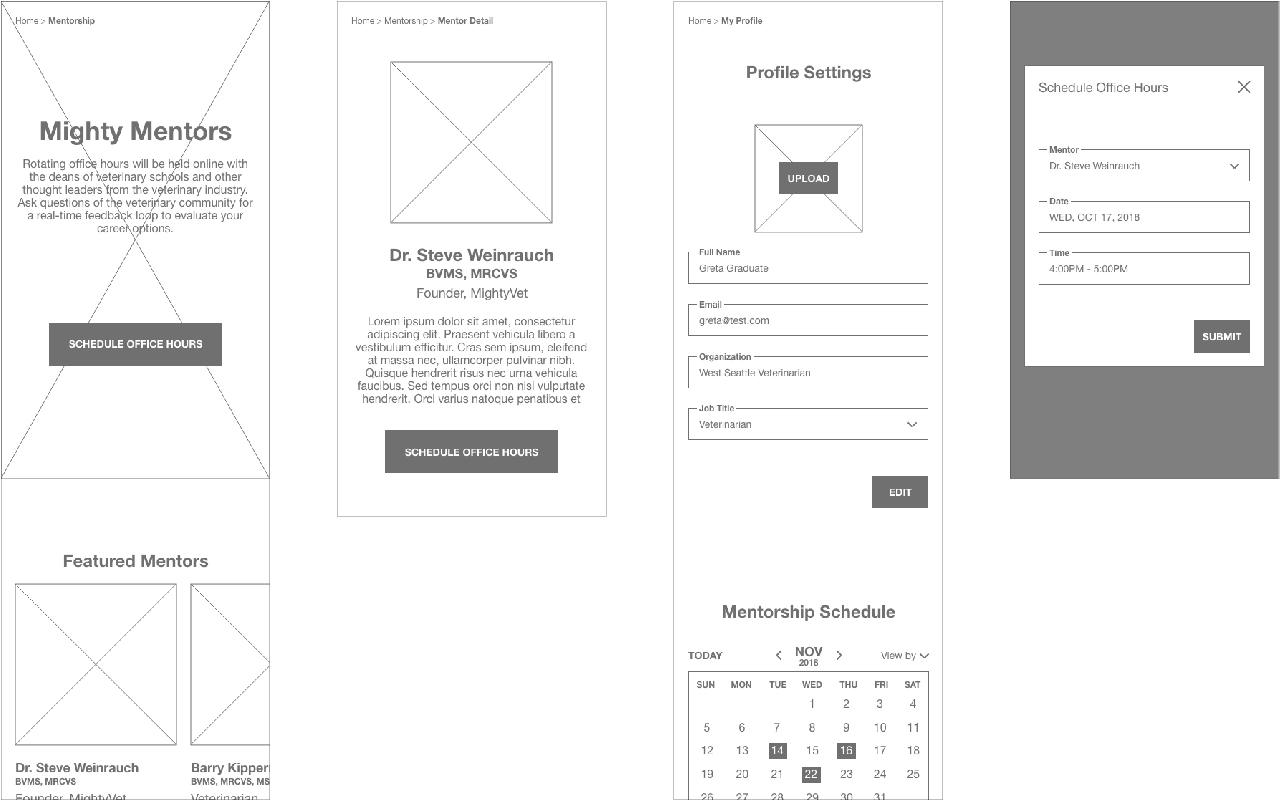 Home > Mentorship
Mighty Mentors
Rotating office hours will be held online with
the deans of veterinary schools and other
thought leaders from the veterinary industry.
Ask questions of the veterinary community for
a real-time feedback loop to evaluate your
career options.
SCHEDULE OFFICE HOURS
Featured Mentors
Dr. Steve Weinrauch
BVMS, MRCVS
Founder, MightyVet
Barry Kipper
BVMS, MRCVS, MS
Veterinarian
Home > Mentorship > Mentor Detail
Dr. Steve Weinrauch
BVMS, MRCVS
Founder, MightyVet
Lorem ipsum dolor sit amet, consectetur
adipiscing elit. Praesent vehicula libero a
vestibulum efficitur. Cras sem ipsum, eleifend
at massa nec, ullamcorper pulvinar nibh.
Quisque hendrerit risus nec urna vehicula
faucibus. Sed tempus orci non nisl vulputate
hendrerit. Orci varius natoque penatibus et
SCHEDULE OFFICE HOURS
Home > My Profile
Profile Settings
UPLOAD
Full Name
Greta Graduate
Email
greta@test.com
Organization
West Seattle Veterinarian
Job Title
Veterinarian
EDIT
Mentorship Schedule
TODAY < NOV > View by
2018
SUN MON TUE WED THU FRI SAT
1 2 3 4
5 6 7 8 9 10 11
12 13 14 15 16 17 18
19 20 21 22 23 24 25
26 27 28 29 30 31
Schedule Office Hours
Mentor
Dr. Steve Weinrauch
Date
WED, OCT 17, 2018
Time
4:00PM - 5:00PM
SUBMIT